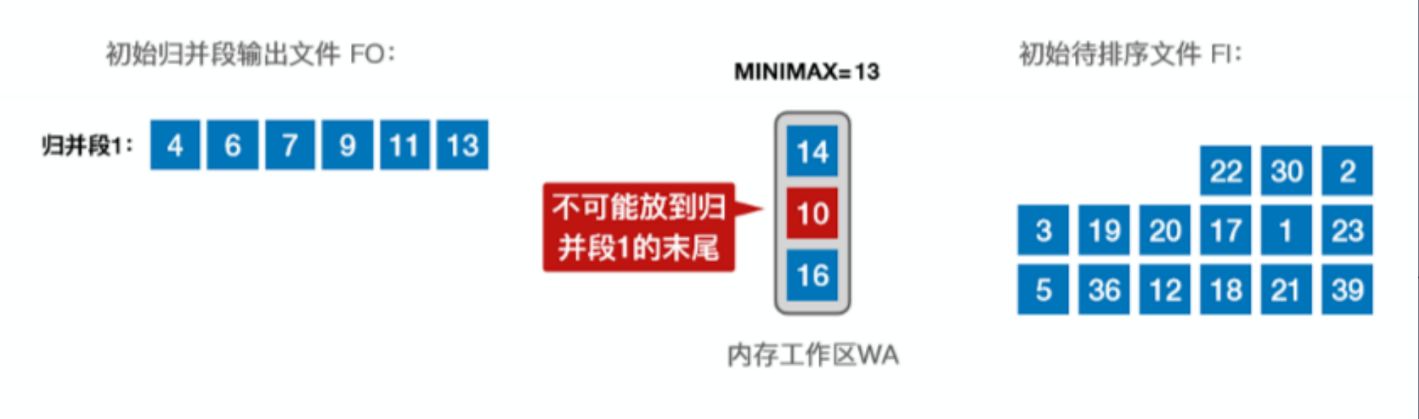 初始归并段输出文件 FO：
MINIMAX=13
初始待排序文件 FI：
归并段1：
4 6 7 9 11 13
不可能放到归
并段1的末尾
14
10
16
内存工作区WA
22 30 2
3 19 20 17 1 23
5 36 12 18 21 39